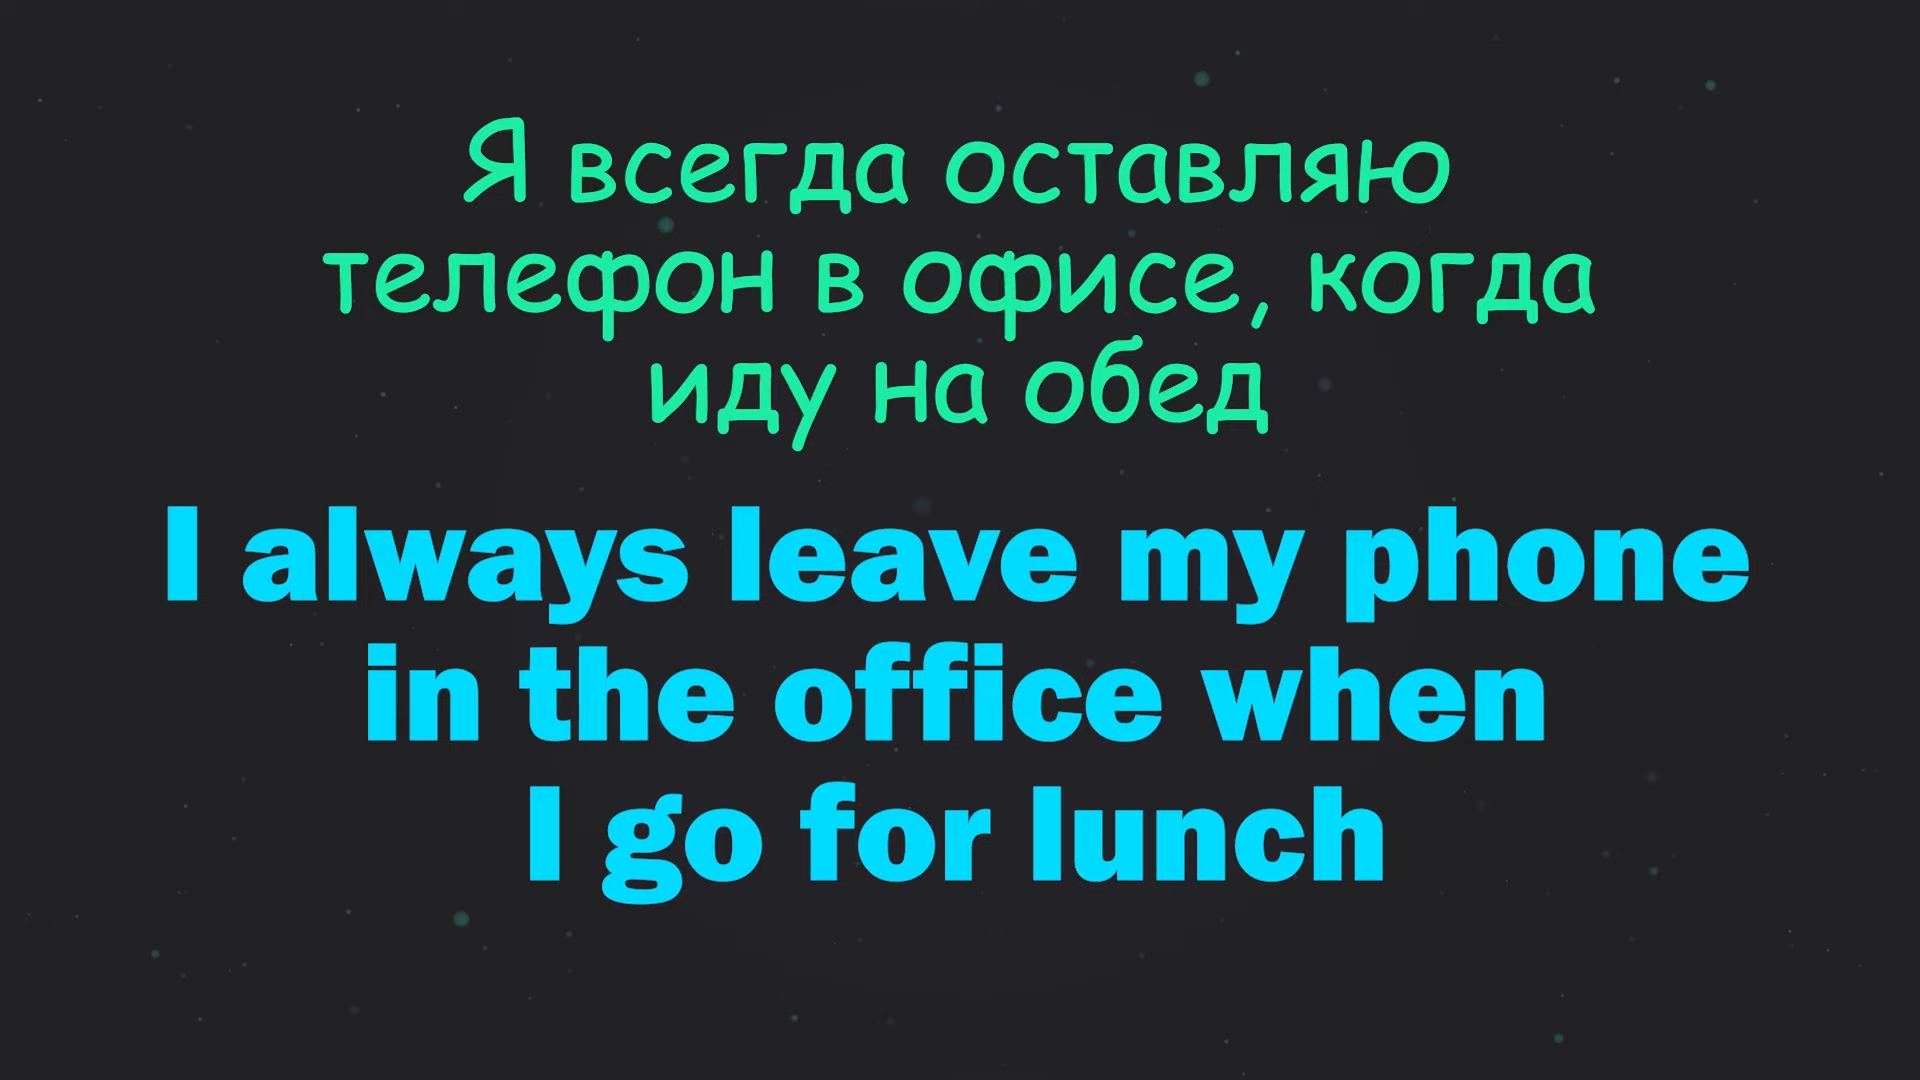 Я всегда оставляю
телефон в офисе, когда
иду на обед
I always leave my phone
in the office when
I go for lunch